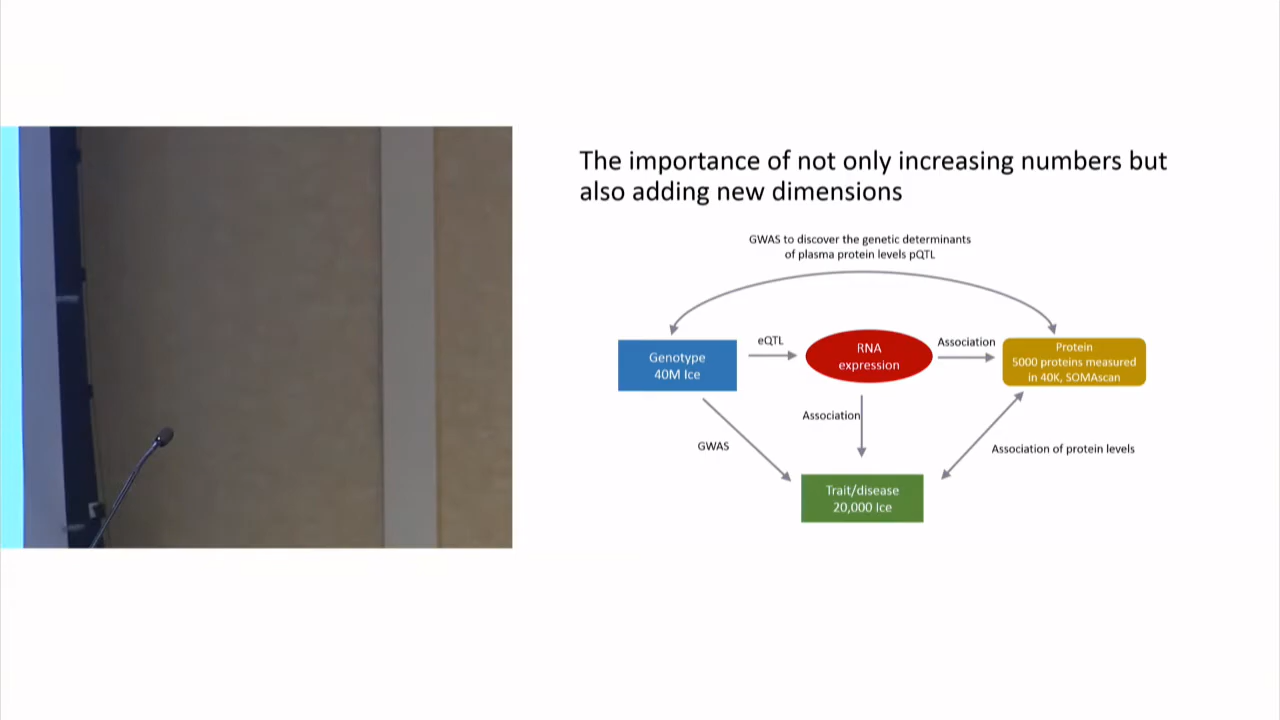 The importance of not only increasing numbers but
also adding new dimensions
GWAS to discover the genetic determinants
of plasma protein levels pQTL
Genotype
40M Ice
eQTL
RNA
expression
Association
Protein
5000 proteins measured
in 40K, SOMAscan
GWAS
Association
Association of protein levels
Trait/disease
20,000 Ice